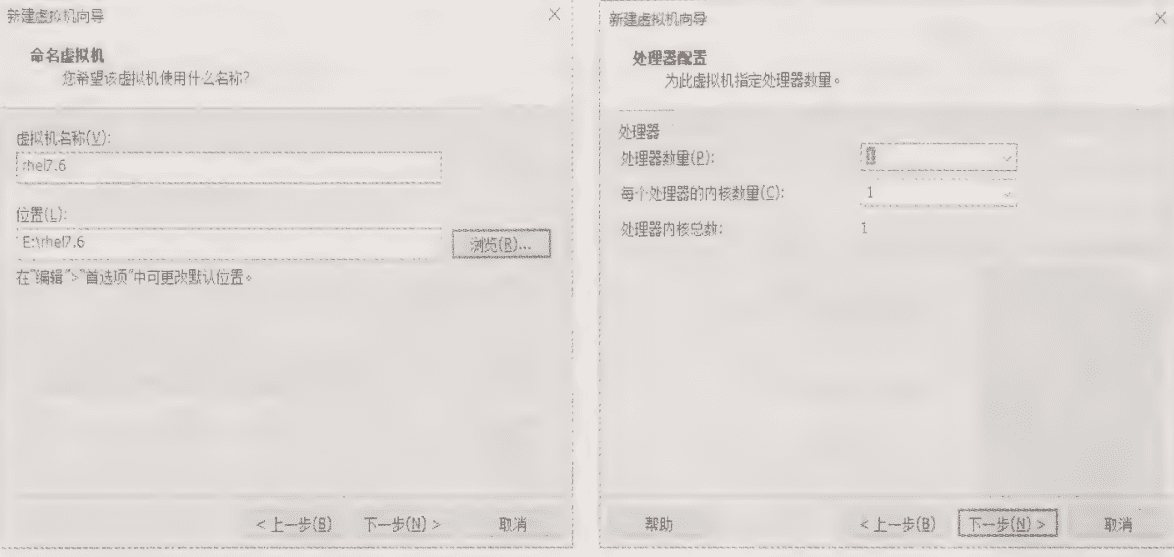 新建虚拟机向导
命名虚拟机
您希望该虚拟机使用什么名称?
虚拟机名称(V):
rhel7.6
位置(L):
E:\rhel7.6
浏览(R)...
在"编辑">"首选项"中可更改默认位置。
< 上一步(B)
下一步(N) >
取消
新建虚拟机向导
处理器配置
为此虚拟机指定处理器数量。
处理器
处理器数量(P):
每个处理器的内核数量(C):
1
处理器内核总数:
1
帮助
< 上一步(B)
下一步(N) >
取消